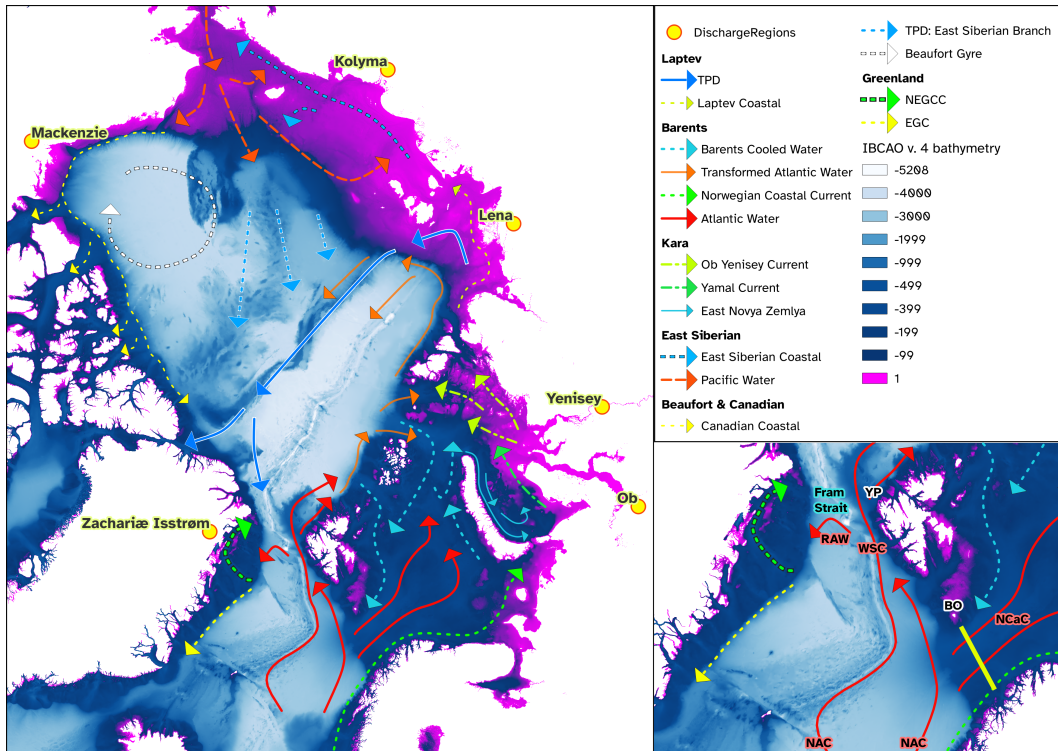 Kolyma
Mackenzie
Lena
Yenisey
Ob
Zachariæ Isstrøm
DischargeRegions
Laptev
TPD
Laptev Coastal
Barents
Barents Cooled Water
Transformed Atlantic Water
Norwegian Coastal Current
Atlantic Water
Kara
Ob Yenisey Current
Yamal Current
East Novya Zemlya
East Siberian
East Siberian Coastal
Pacific Water
Beaufort & Canadian
Canadian Coastal
TPD: East Siberian Branch
Beaufort Gyre
Greenland
NEGCC
EGC
IBCAO v. 4 bathymetry
-5208
-4000
-3000
-1999
-999
-499
-399
-199
-99
1
Fram
Strait
YP
RAW
WSC
BO
NCaC
NAC
NAC